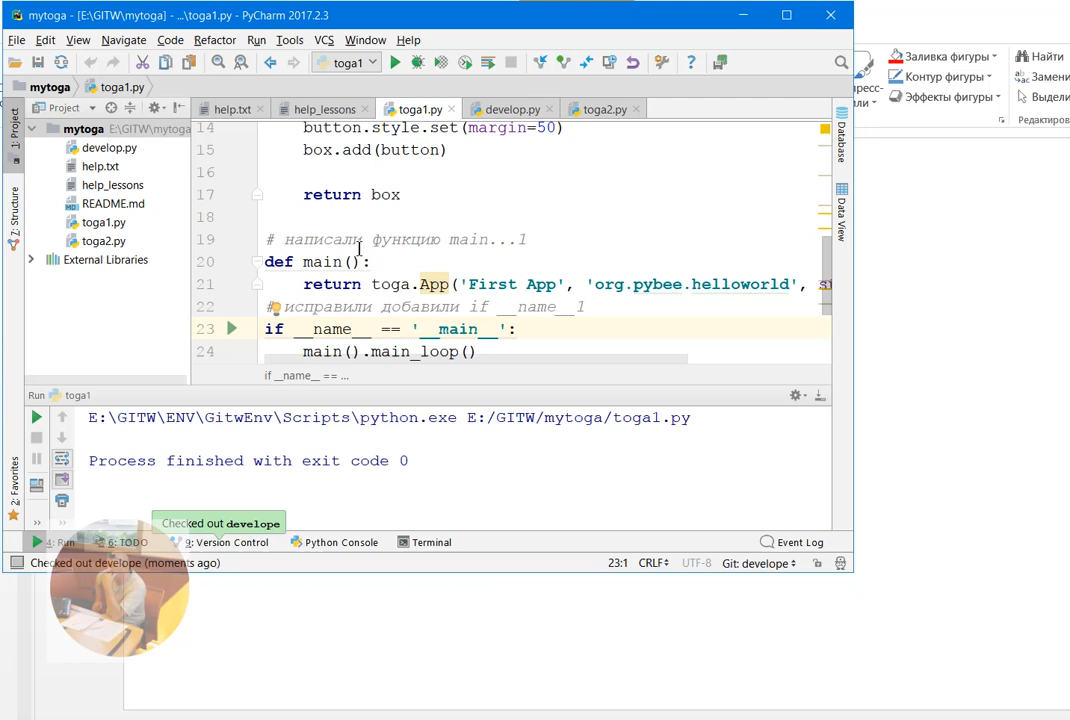 mytoga - [E:\GITW\mytoga] - ...\toga1.py - PyCharm 2017.2.3
File Edit View Navigate Code Refactor Run Tools VCS Window Help
toga1
mytoga toga1.py
Project
help.txt help_lessons toga1.py develop.py toga2.py
mytoga E:\GITW\mytoga
develop.py
help.txt
help_lessons
README.md
toga1.py
toga2.py
External Libraries
1: Project
7: Structure
2: Favorites
Database
Data View
14 button.style.set(margin=50)
15 box.add(button)
16
17 return box
18
19 # написали функцию main...1
20 def main():
21 return toga.App('First App', 'org.pybee.helloworld',
22 # исправили добавили if __name__1
23 if __name__ == '__main__':
24 main().main_loop()
if __name__ == ...
Run toga1
E:\GITW\ENV\GitwEnv\Scripts\python.exe E:/GITW/mytoga/toga1.py
Process finished with exit code 0
Checked out develope
4: Run 6: TODO 9: Version Control Python Console Terminal Event Log
Checked out develope (moments ago) 23:1 CRLF UTF-8 Git: develope
Заливка фигуры
Контур фигуры
Эффекты фигуры
Найти
Замени
Выдели
Редактиров